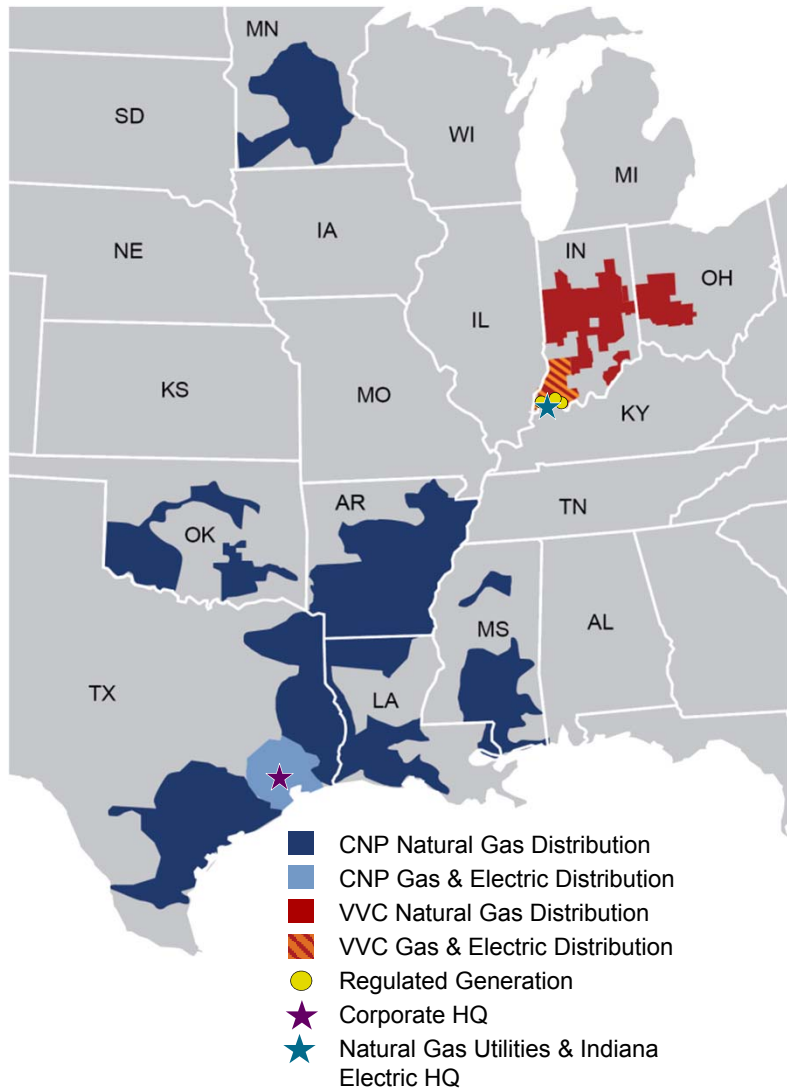 MN
SD
WI
MI
IA
NE
IN
OH
IL
KS
MO
KY
AR
TN
OK
MS
AL
TX
LA
CNP Natural Gas Distribution
CNP Gas & Electric Distribution
VVC Natural Gas Distribution
VVC Gas & Electric Distribution
Regulated Generation
Corporate HQ
Natural Gas Utilities & Indiana
Electric HQ